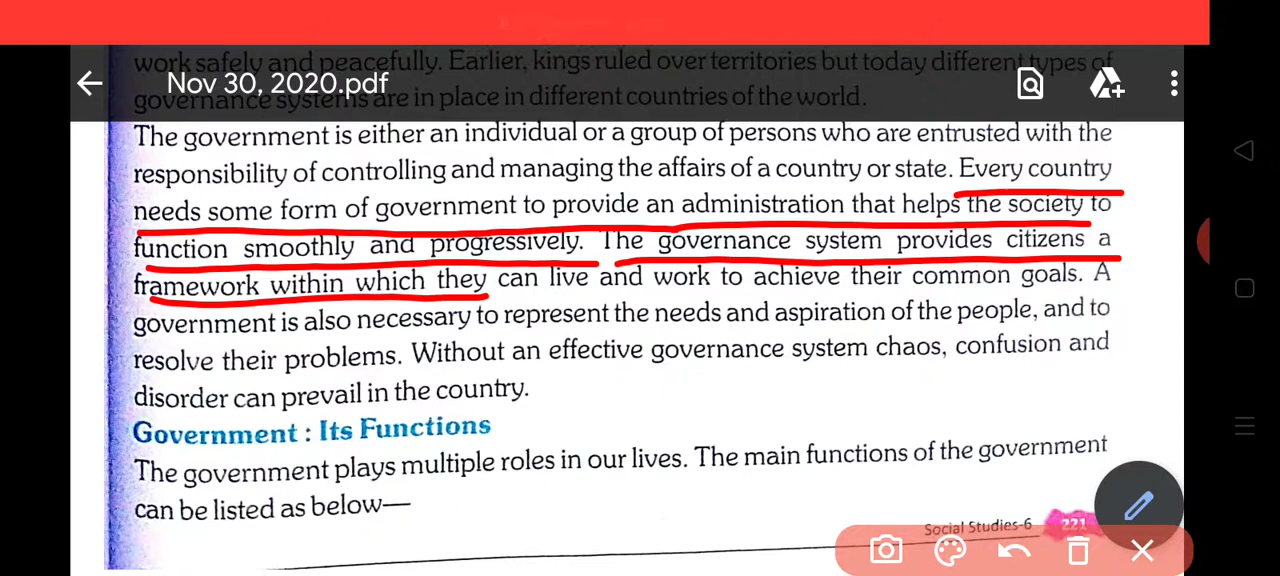 work safely and peacefully. Earlier, kings ruled over territories but today different types of
Nov 30, 2020.pdf
governance systems are in place in different countries of the world.
The government is either an individual or a group of persons who are entrusted with the
responsibility of controlling and managing the affairs of a country or state. Every country
needs some form of government to provide an administration that helps the society to
function smoothly and progressively. The governance system provides citizens a
framework within which they can live and work to achieve their common goals. A
government is also necessary to represent the needs and aspiration of the people, and to
resolve their problems. Without an effective governance system chaos, confusion and
disorder can prevail in the country.
Government : Its Functions
The government plays multiple roles in our lives. The main functions of the government
can be listed as below—
Social Studies-6 221